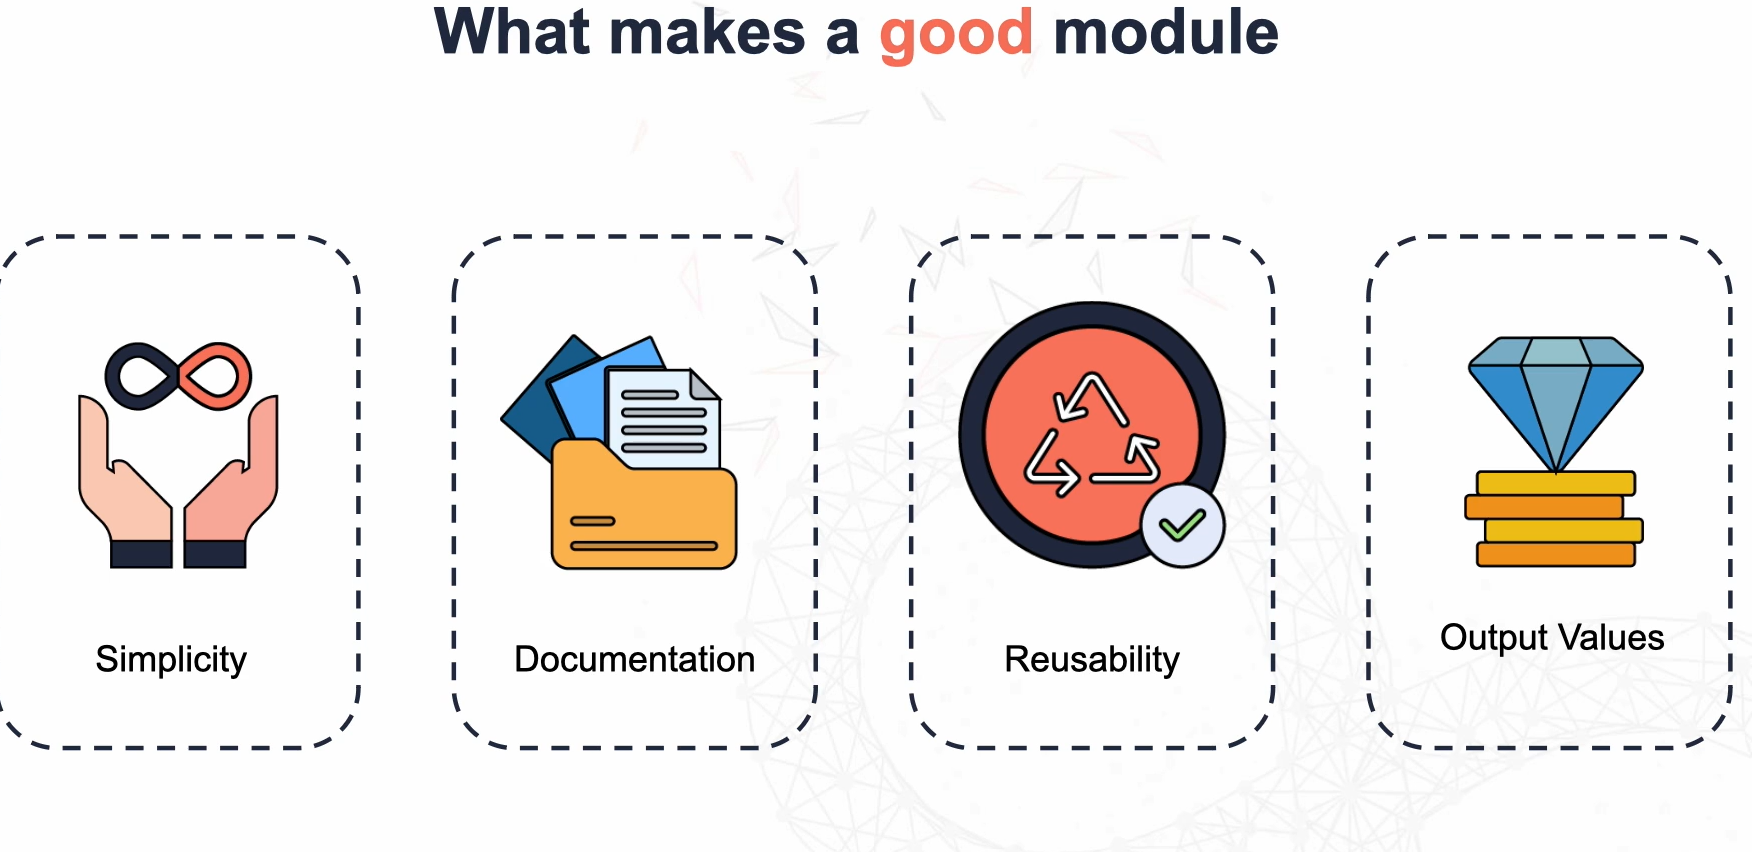 What makes a good module
Simplicity
Documentation
Reusability
Output Values